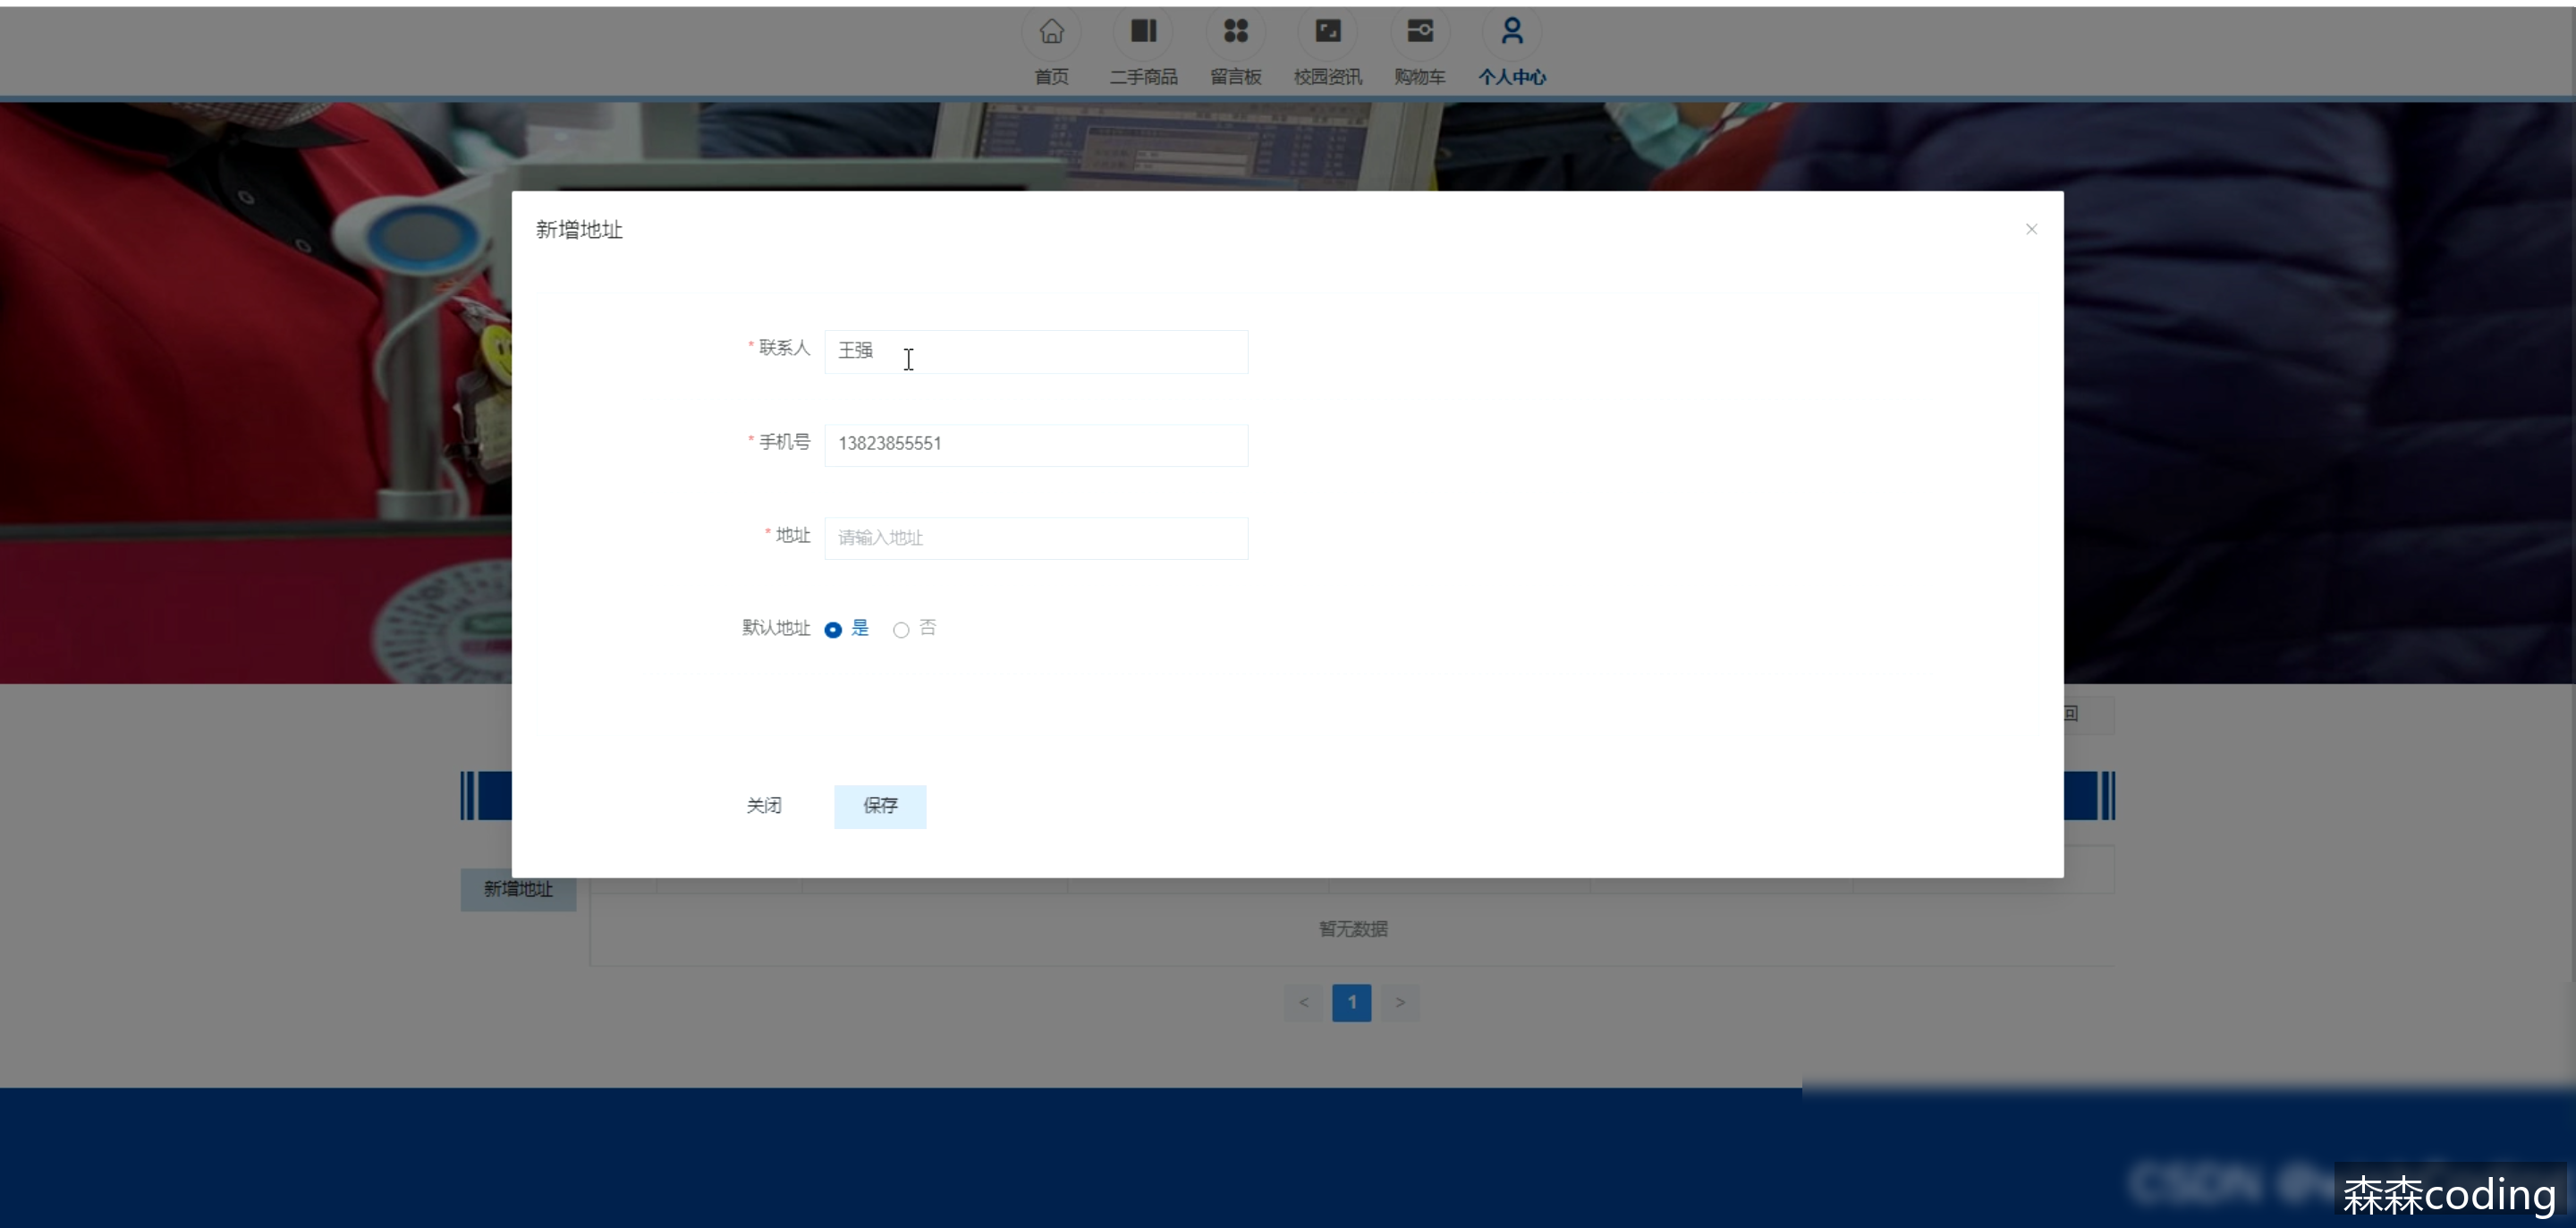 首页 二手商品 留言板 校园资讯 购物车 个人中心
新增地址
* 联系人 王强
* 手机号 13823855551
* 地址 请输入地址
默认地址 是 否
回
关闭 保存
新增地址
暂无数据
< 1 >
CSDN
森森coding